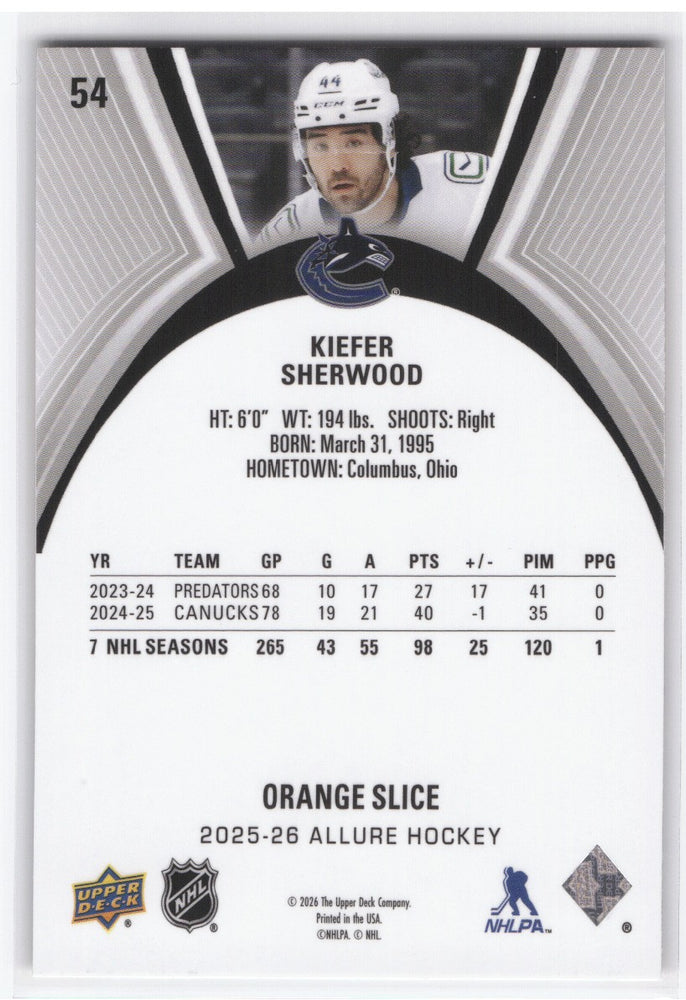 54
44
CCM
KIEFER
SHERWOOD
HT: 6'0" WT: 194 lbs. SHOOTS: Right
BORN: March 31, 1995
HOMETOWN: Columbus, Ohio
YR TEAM GP G A PTS +/- PIM PPG
2023-24 PREDATORS 68 10 17 27 17 41 0
2024-25 CANUCKS 78 19 21 40 -1 35 0
7 NHL SEASONS 265 43 55 98 25 120 1
ORANGE SLICE
2025-26 ALLURE HOCKEY
UPPER
D·E·C·K
®
NHL
®
© 2026 The Upper Deck Company.
Printed in the USA.
©NHLPA. © NHL.
NHLPA™
®